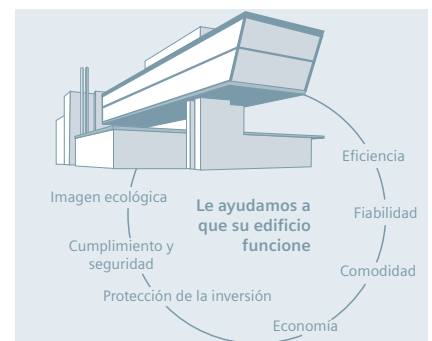 Eficiencia
Imagen ecológica
Le ayudamos a
que su edificio
funcione
Fiabilidad
Cumplimiento y
seguridad
Comodidad
Protección de la inversión
Economía